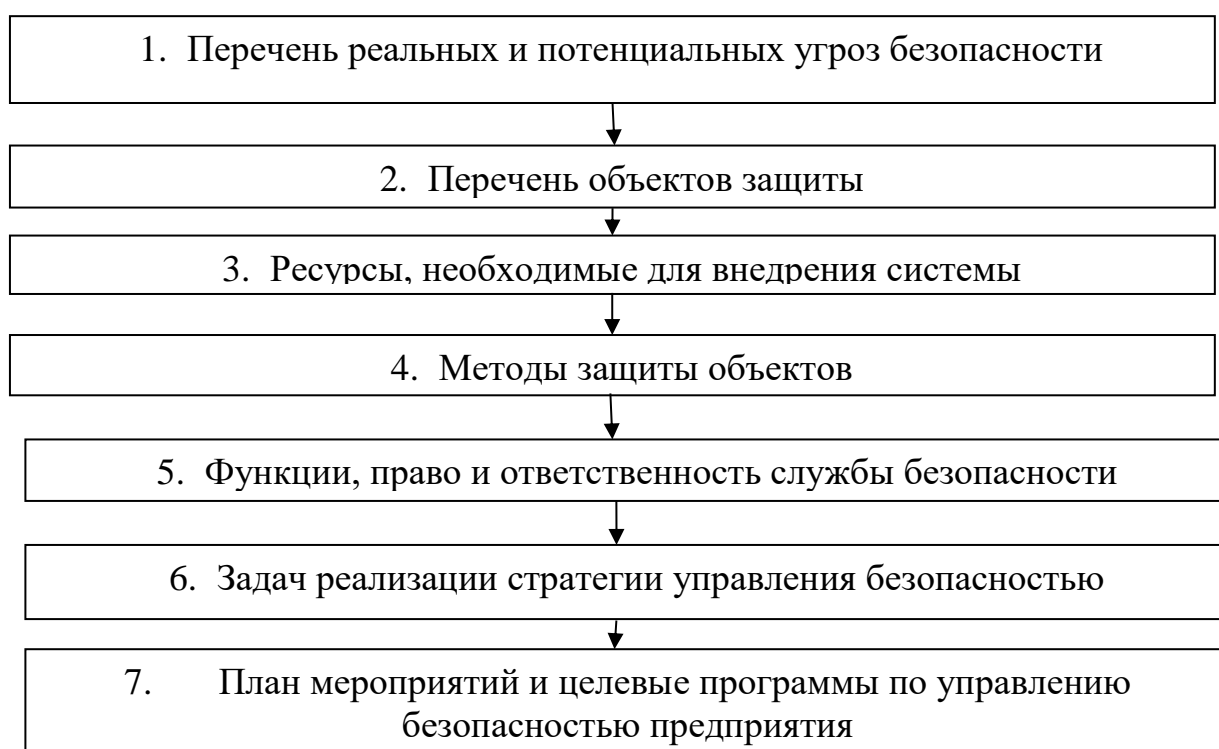 1. Перечень реальных и потенциальных угроз безопасности
2. Перечень объектов защиты
3. Ресурсы, необходимые для внедрения системы
4. Методы защиты объектов
5. Функции, право и ответственность службы безопасности
6. Задач реализации стратегии управления безопасностью
7. План мероприятий и целевые программы по управлению
безопасностью предприятия